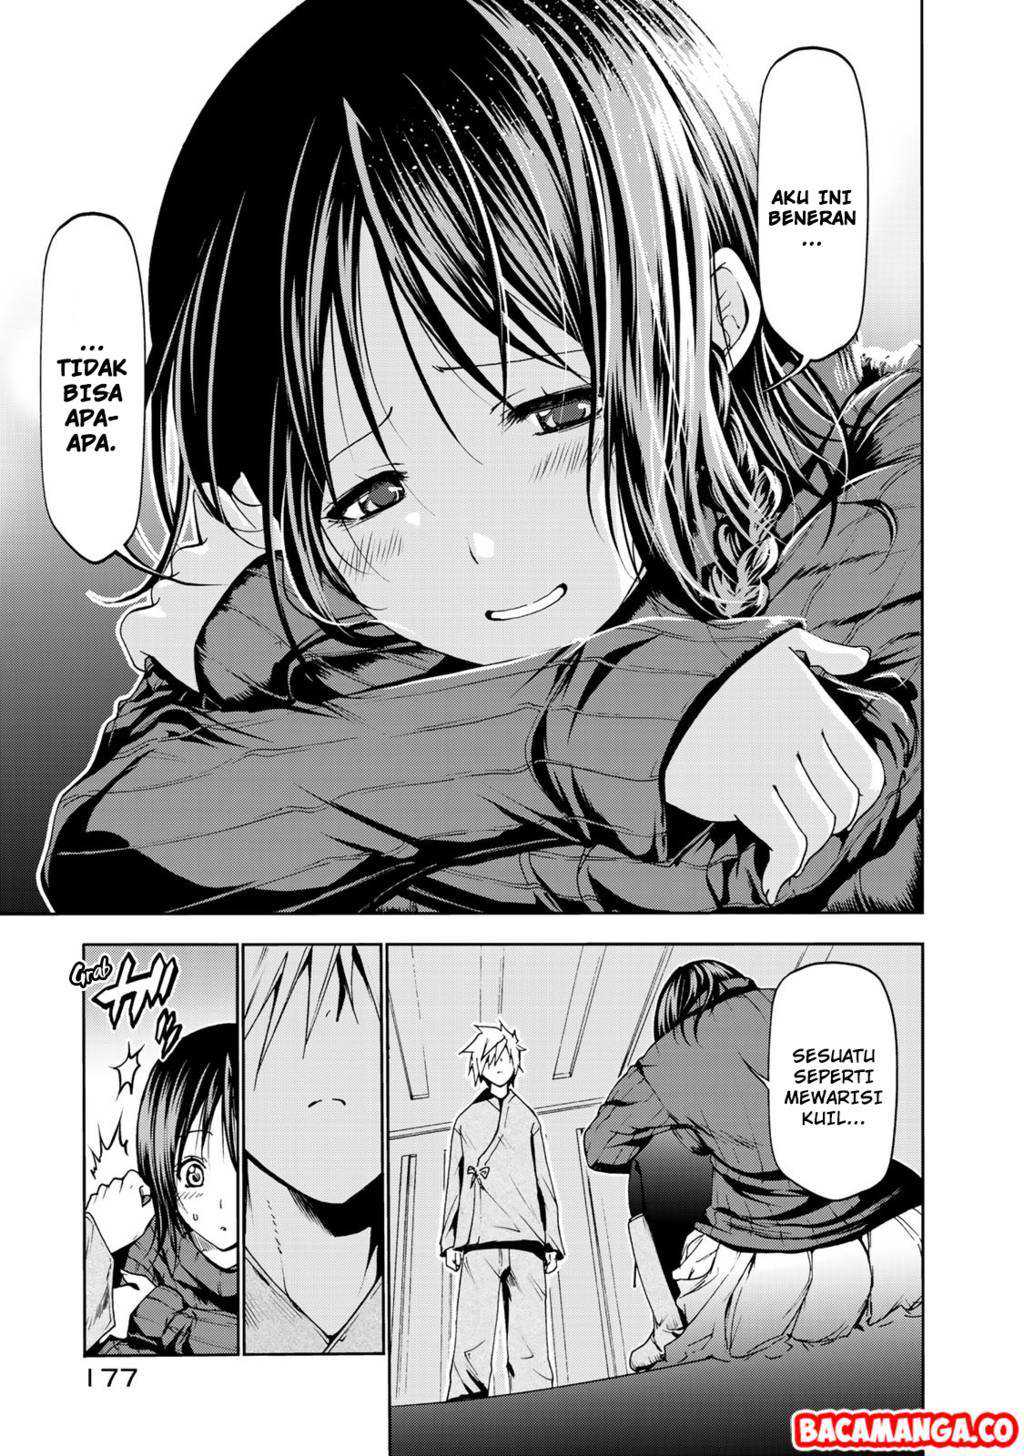 AKU INI
BENERAN
...
...
TIDAK
BISA
APA-
APA.
SESUATU
SEPERTI
MEWARISI
KUIL...
Grab
177
BACAMANGA.CO